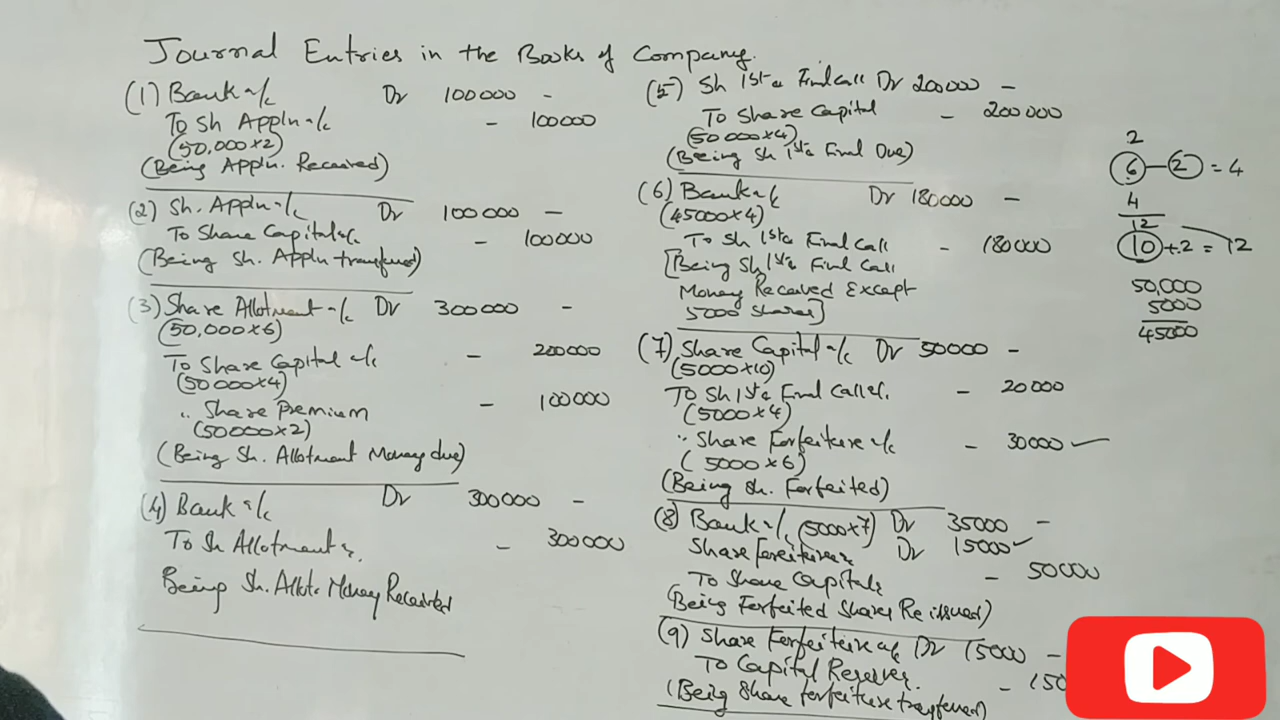 Journal Entries in the Books of Company.
(1) Bank a/c Dr 100000 -
To Sh Appln a/c - 100000
(50,000×2)
(Being Appln. Received)
(2) Sh. Appln a/c Dr 100000 -
To Share Capital a/c - 100000
(Being Sh. Appln transferred)
(3) Share Allotment a/c Dr 300000 -
(50,000×6)
To Share Capital a/c - 200000
(50000×4)
,, Share Premium - 100000
(50000×2)
(Being Sh. Allotment Money due)
(4) Bank a/c Dr 300000 -
To Sh Allotment a/c - 300000
Being Sh. Allot. Money Received
(5) Sh 1st & Final Call Dr 200000 -
To Share Capital - 200000
(50000×4)
(Being Sh 1st & Final Due)
(6) Bank a/c Dr 180000 -
(45000×4)
To Sh 1st & Final Call - 180000
[Being Sh 1st & Final Call
Money Received Except
5000 Shares]
(7) Share Capital a/c Dr 50000 -
(5000×10)
To Sh 1st & Final Call a/c. - 20000
(5000×4)
,, Share Forfeiture a/c - 30000
(5000×6)
(Being Sh. Forfeited)
(8) Bank a/c (5000×7) Dr 35000 -
Share Forfeiture a/c Dr 15000
To Share Capital a/c - 50000
(Being Forfeited Shares Re issued)
(9) Share Forfeiture a/c Dr 15000 -
To Capital Reserve. - 150
(Being Share forfeiture transferred)
2
6 - 2 = 4
4
12
10 + 2 = 12
50,000
5000
45000